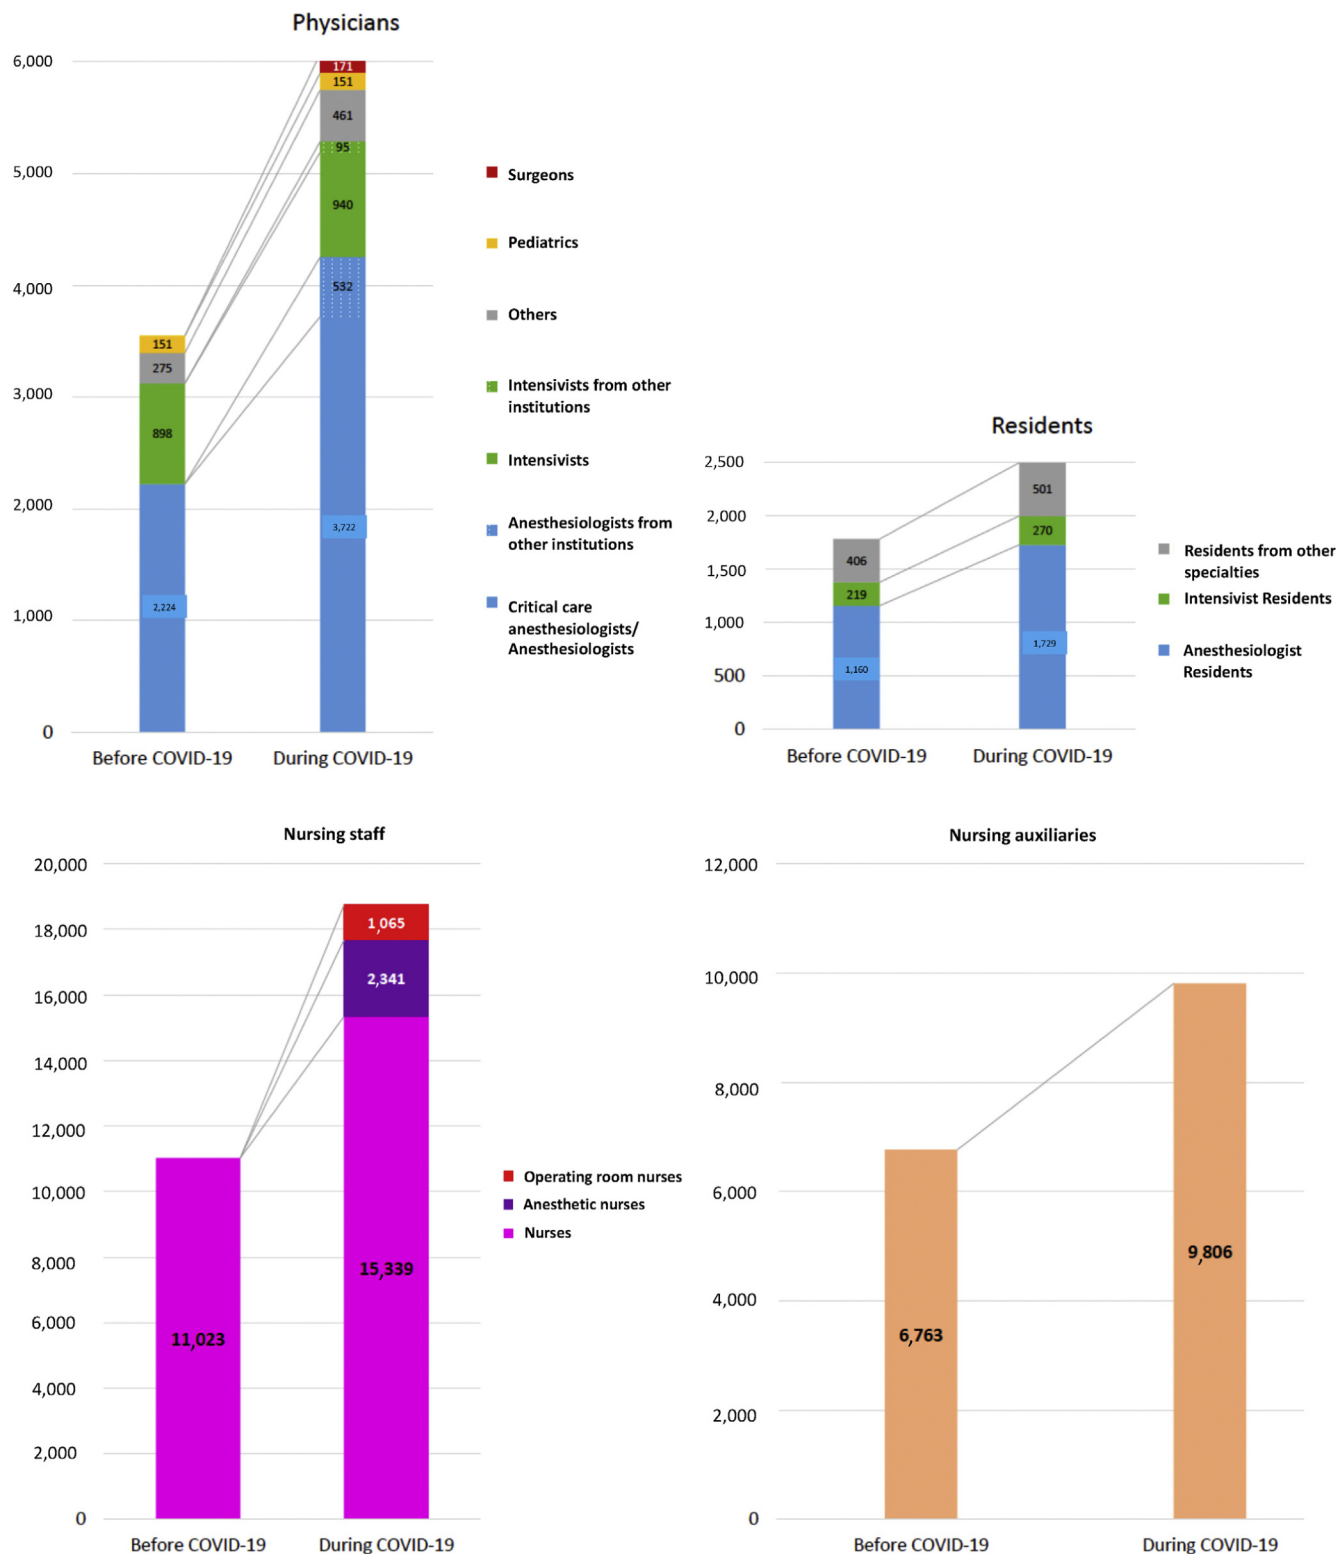 Physicians
6,000
5,000
4,000
3,000
2,000
1,000
0
171
151
461
95
940
532
3,722
151
275
898
2,224
Before COVID-19
During COVID-19
Surgeons
Pediatrics
Others
Intensivists from other
institutions
Intensivists
Anesthesiologists from
other institutions
Critical care
anesthesiologists/
Anesthesiologists
Residents
2,500
2,000
1,500
1,000
500
0
406
219
1,160
501
270
1,729
Before COVID-19
During COVID-19
Residents from other
specialties
Intensivist Residents
Anesthesiologist
Residents
Nursing staff
20,000
18,000
16,000
14,000
12,000
10,000
8,000
6,000
4,000
2,000
0
11,023
1,065
2,341
15,339
Before COVID-19
During COVID-19
Operating room nurses
Anesthetic nurses
Nurses
Nursing auxiliaries
12,000
10,000
8,000
6,000
4,000
2,000
0
6,763
9,806
Before COVID-19
During COVID-19